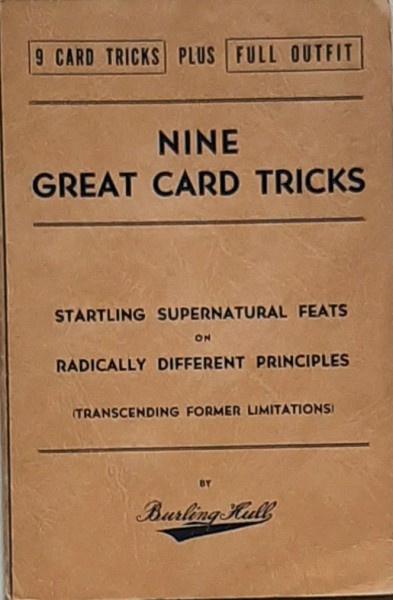 9 CARD TRICKS PLUS FULL OUTFIT
NINE
GREAT CARD TRICKS
STARTLING SUPERNATURAL FEATS
ON
RADICALLY DIFFERENT PRINCIPLES
(TRANSCENDING FORMER LIMITATIONS)
BY
Burling Hull